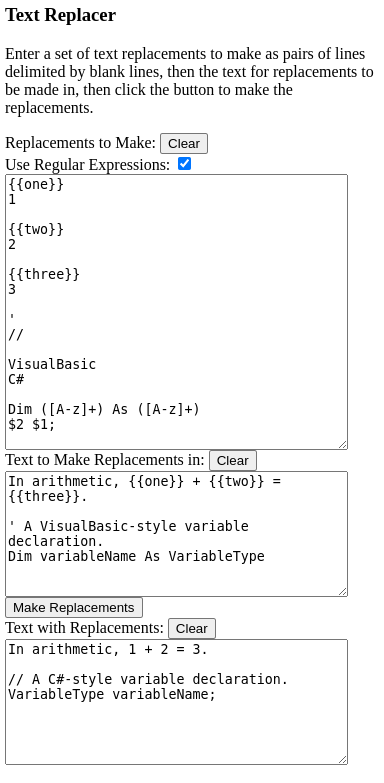 Text Replacer
Enter a set of text replacements to make as pairs of lines
delimited by blank lines, then the text for replacements to
be made in, then click the button to make the
replacements.
Replacements to Make: Clear
Use Regular Expressions:
{{one}}
1
{{two}}
2
{{three}}
3
'
//
VisualBasic
C#
Dim ([A-z]+) As ([A-z]+)
$2 $1;
Text to Make Replacements in: Clear
In arithmetic, {{one}} + {{two}} =
{{three}}.
' A VisualBasic-style variable
declaration.
Dim variableName As VariableType
Make Replacements
Text with Replacements: Clear
In arithmetic, 1 + 2 = 3.
// A C#-style variable declaration.
VariableType variableName;